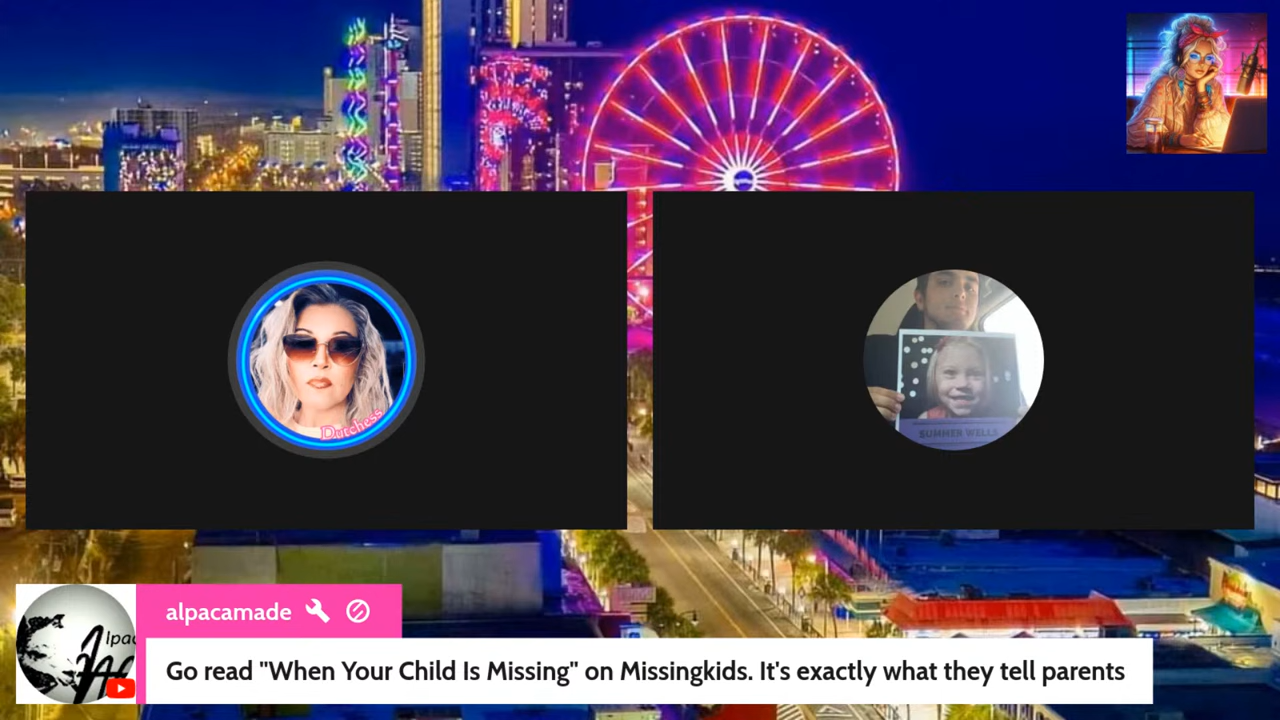 Dutchess
SUMMER WELLS
alpacamade
Go read "When Your Child Is Missing" on Missingkids. It's exactly what they tell parents